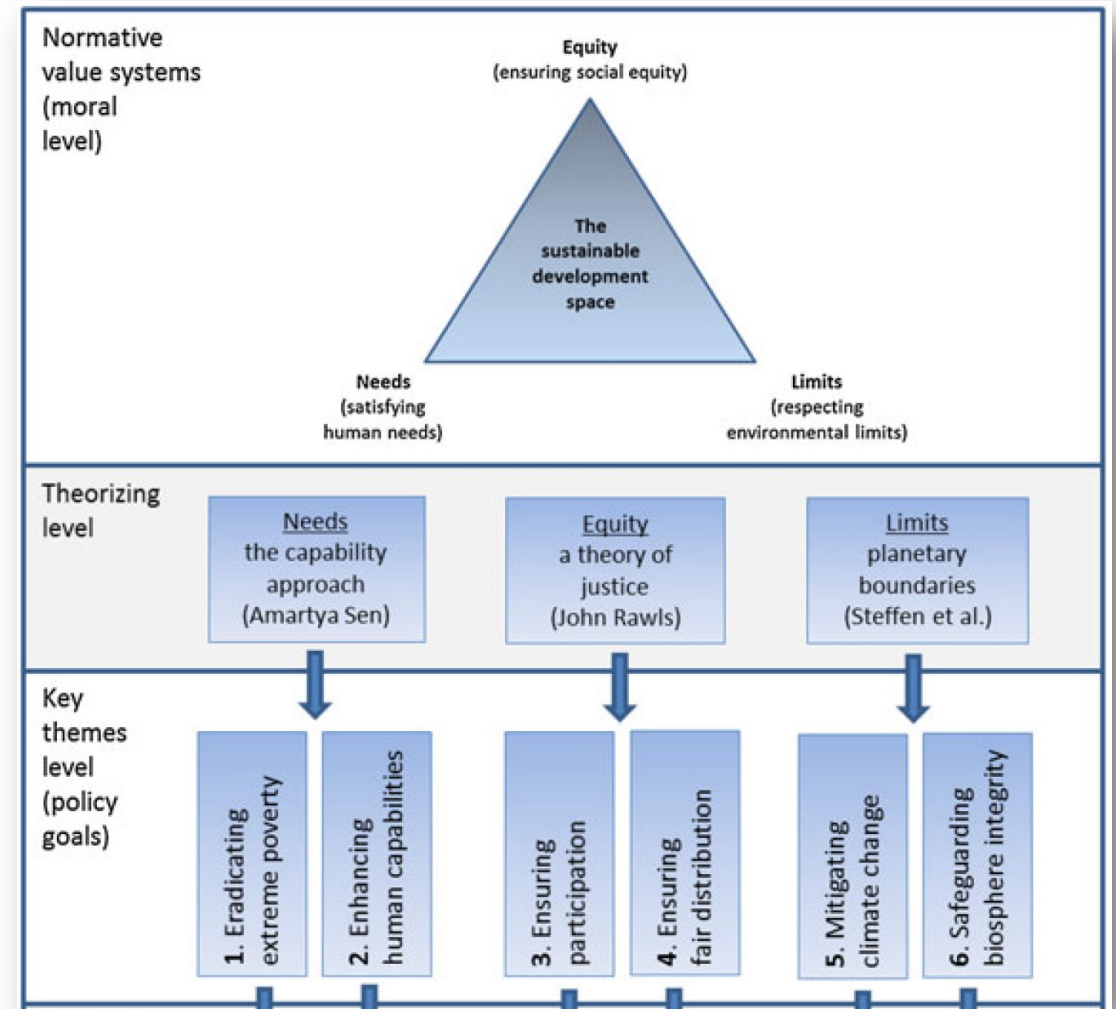 Normative
value systems
(moral
level)
Equity
(ensuring social equity)
The
sustainable
development
space
Needs
(satisfying
human needs)
Limits
(respecting
environmental limits)
Theorizing
level
Needs
the capability
approach
(Amartya Sen)
Equity
a theory of
justice
(John Rawls)
Limits
planetary
boundaries
(Steffen et al.)
Key
themes
level
(policy
goals)
1. Eradicating
extreme poverty
2. Enhancing
human capabilities
3. Ensuring
participation
4. Ensuring
fair distribution
5. Mitigating
climate change
6. Safeguarding
biosphere integrity